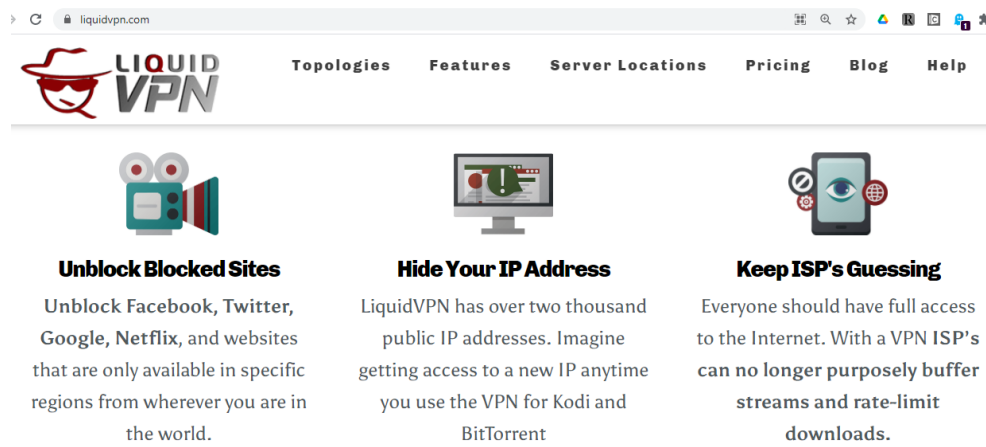 liquidvpn.com
1
LIQUID
VPN
Topologies Features Server Locations Pricing Blog Help
Unblock Blocked Sites
Unblock Facebook, Twitter,
Google, Netflix, and websites
that are only available in specific
regions from wherever you are in
the world.
Hide Your IP Address
LiquidVPN has over two thousand
public IP addresses. Imagine
getting access to a new IP anytime
you use the VPN for Kodi and
BitTorrent
Keep ISP's Guessing
Everyone should have full access
to the Internet. With a VPN ISP's
can no longer purposely buffer
streams and rate-limit
downloads.